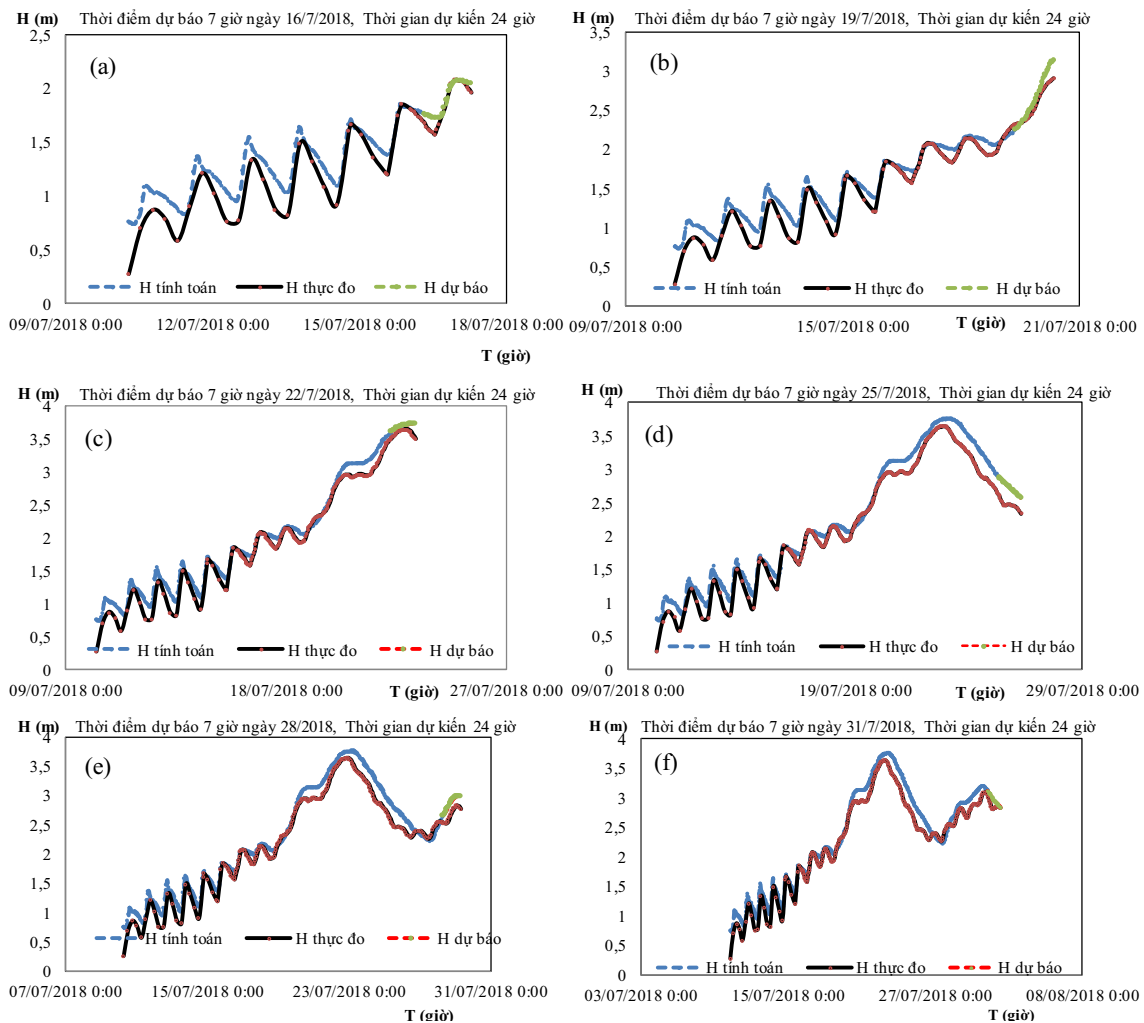 H (m)
Thời điểm dự báo 7 giờ ngày 16/7/2018, Thời gian dự kiến 24 giờ
(a)
2,5
2
1,5
1
0,5
0
H tính toán
H thực đo
H dự báo
09/07/2018 0:00
12/07/2018 0:00
15/07/2018 0:00
18/07/2018 0:00
T (giờ)
H (m)
Thời điểm dự báo 7 giờ ngày 19/7/2018, Thời gian dự kiến 24 giờ
(b)
3,5
3
2,5
2
1,5
1
0,5
0
H tính toán
H thực đo
H dự báo
09/07/2018 0:00
15/07/2018 0:00
21/07/2018 0:00
T (giờ)
H (m)
Thời điểm dự báo 7 giờ ngày 22/7/2018, Thời gian dự kiến 24 giờ
(c)
4
3,5
3
2,5
2
1,5
1
0,5
0
H tính toán
H thực đo
H dự báo
09/07/2018 0:00
18/07/2018 0:00
27/07/2018 0:00
T (giờ)
H (m)
Thời điểm dự báo 7 giờ ngày 25/7/2018, Thời gian dự kiến 24 giờ
(d)
4
3,5
3
2,5
2
1,5
1
0,5
0
H tính toán
H thực đo
H dự báo
09/07/2018 0:00
19/07/2018 0:00
29/07/2018 0:00
T (giờ)
H (m)
Thời điểm dự báo 7 giờ ngày 28/2018, Thời gian dự kiến 24 giờ
(e)
4
3,5
3
2,5
2
1,5
1
0,5
0
H tính toán
H thực đo
H dự báo
07/07/2018 0:00
15/07/2018 0:00
23/07/2018 0:00
31/07/2018 0:00
T (giờ)
H (m)
Thời điểm dự báo 7 giờ ngày 31/7/2018, Thời gian dự kiến 24 giờ
(f)
4
3,5
3
2,5
2
1,5
1
0,5
0
H tính toán
H thực đo
H dự báo
03/07/2018 0:00
15/07/2018 0:00
27/07/2018 0:00
08/08/2018 0:00
T (giờ)